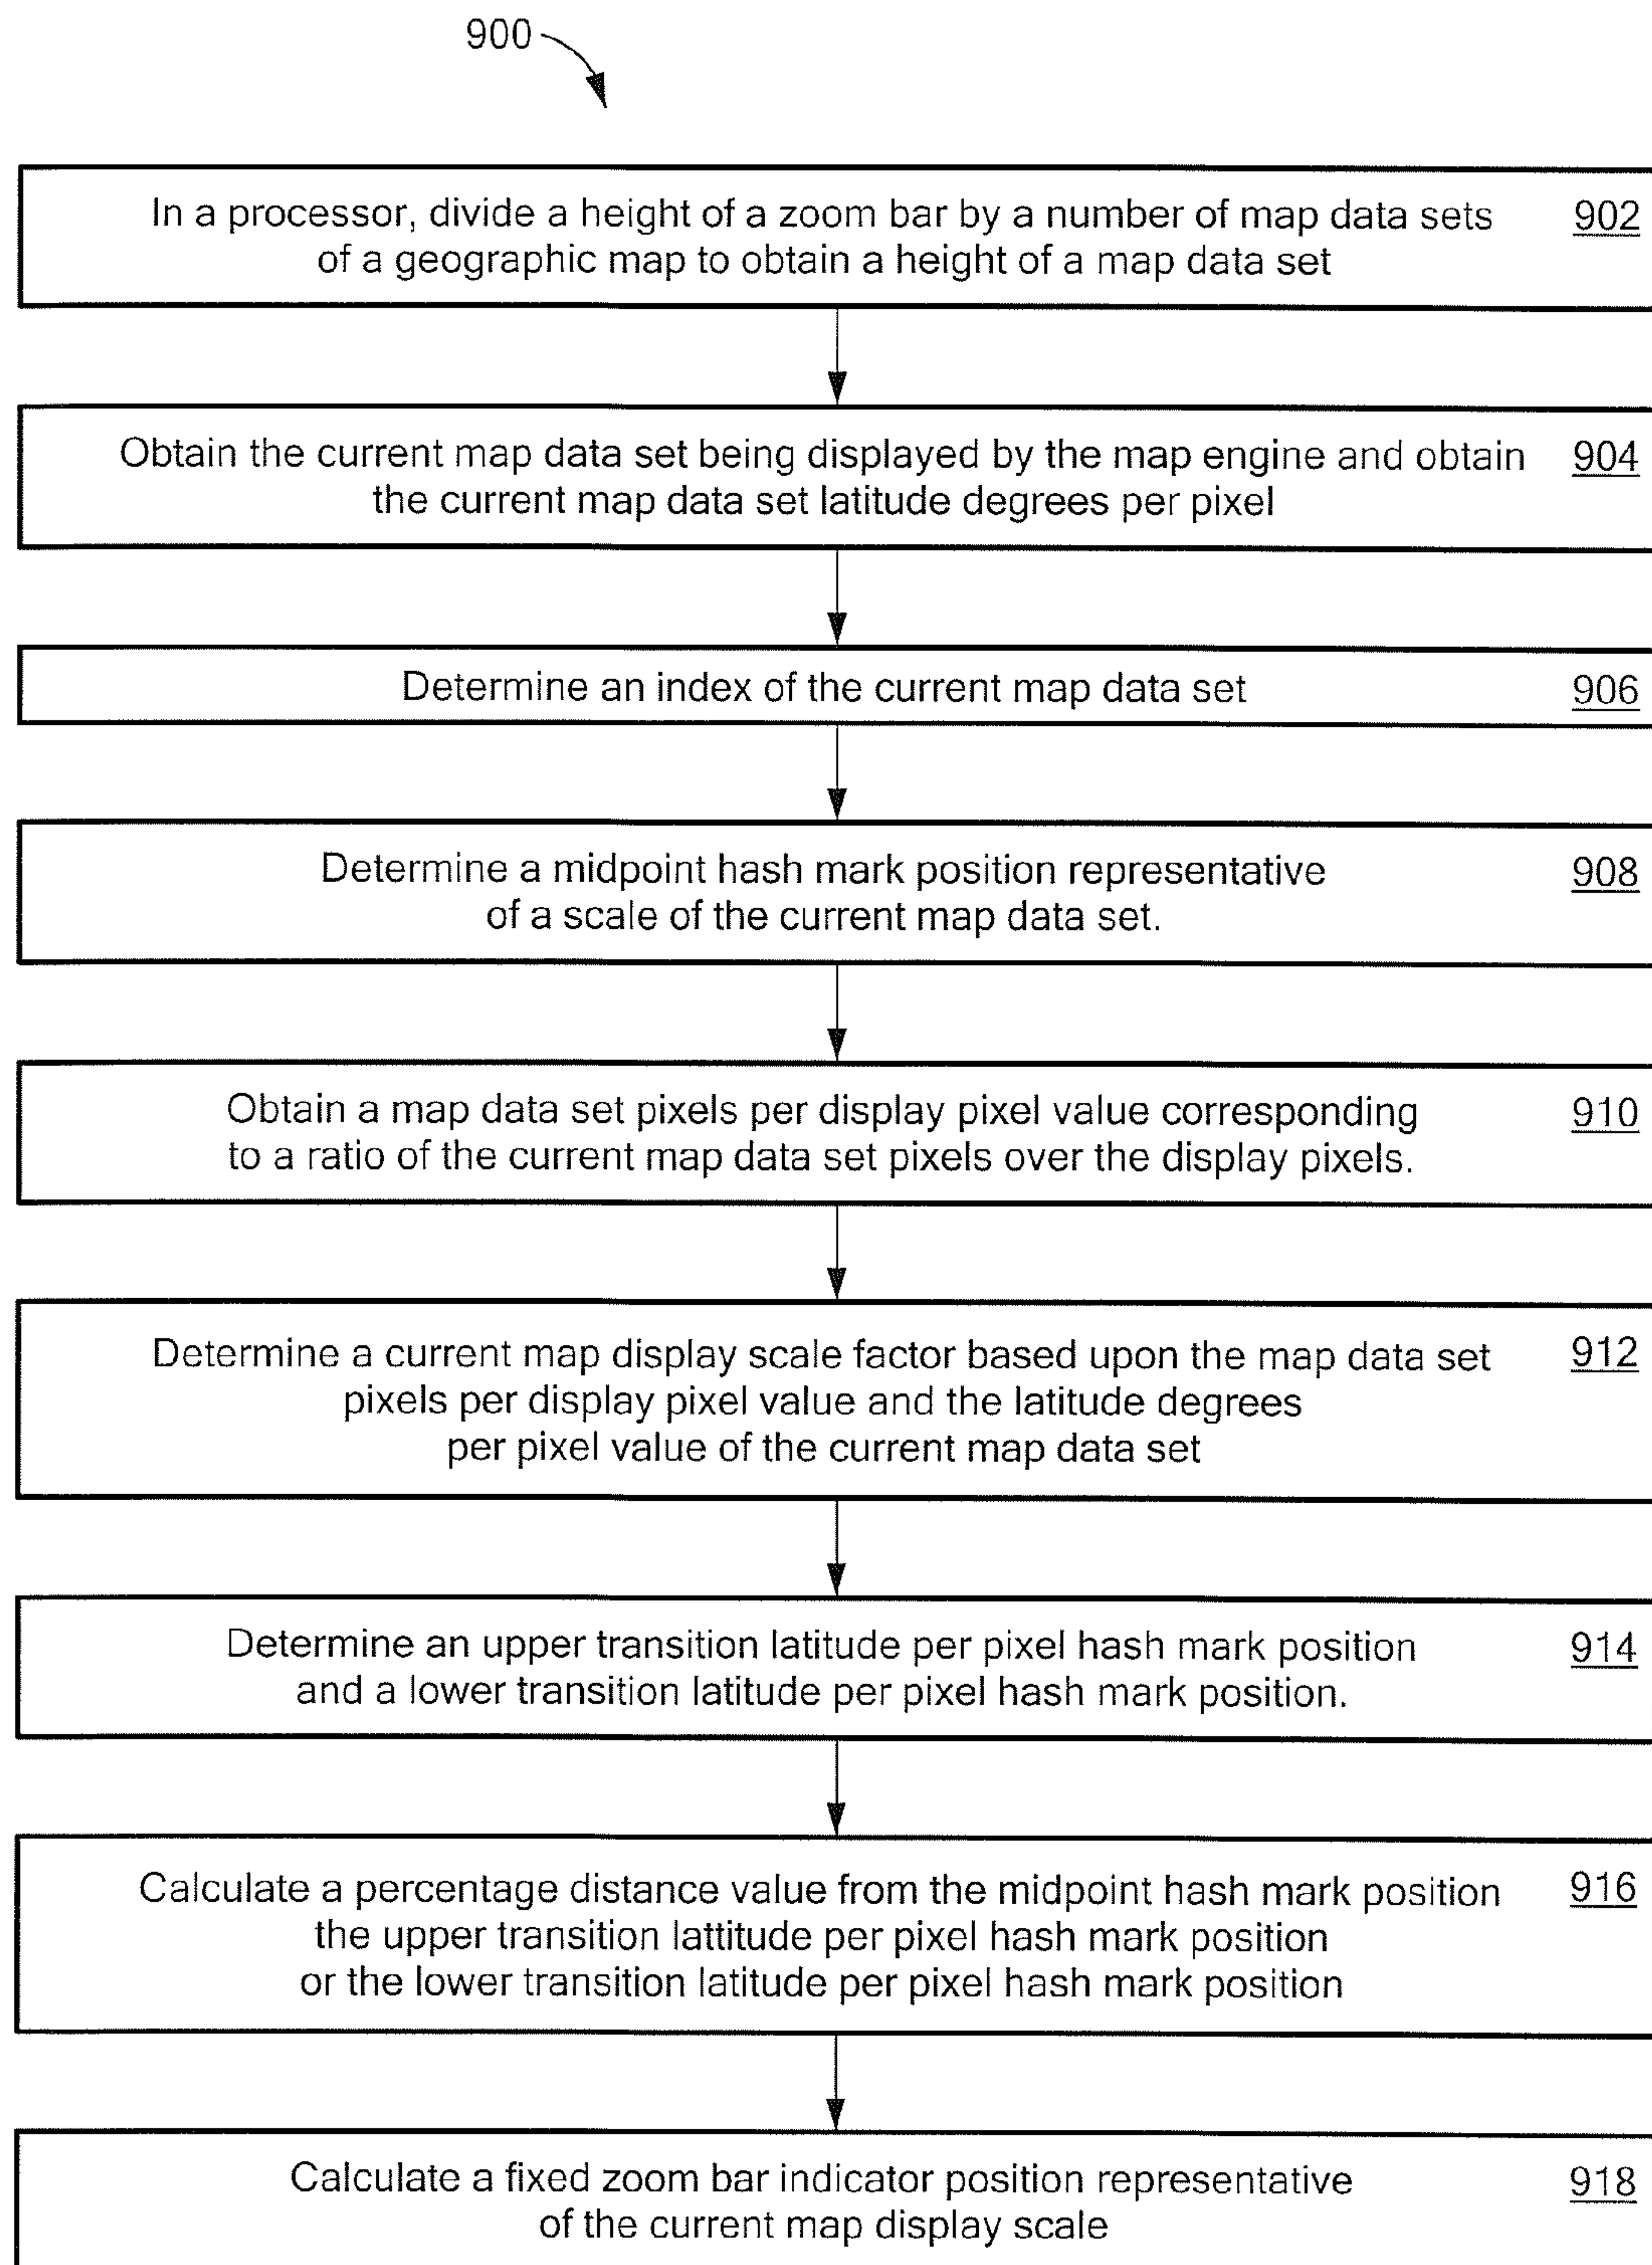 900
In a processor, divide a height of a zoom bar by a number of map data sets 902
of a geographic map to obtain a height of a map data set
Obtain the current map data set being displayed by the map engine and obtain 904
the current map data set latitude degrees per pixel
Determine an index of the current map data set 906
Determine a midpoint hash mark position representative 908
of a scale of the current map data set.
Obtain a map data set pixels per display pixel value corresponding 910
to a ratio of the current map data set pixels over the display pixels.
Determine a current map display scale factor based upon the map data set 912
pixels per display pixel value and the latitude degrees
per pixel value of the current map data set
Determine an upper transition latitude per pixel hash mark position 914
and a lower transition latitude per pixel hash mark position.
Calculate a percentage distance value from the midpoint hash mark position 916
the upper transition lattitude per pixel hash mark position
or the lower transition latitude per pixel hash mark position
Calculate a fixed zoom bar indicator position representative 918
of the current map display scale